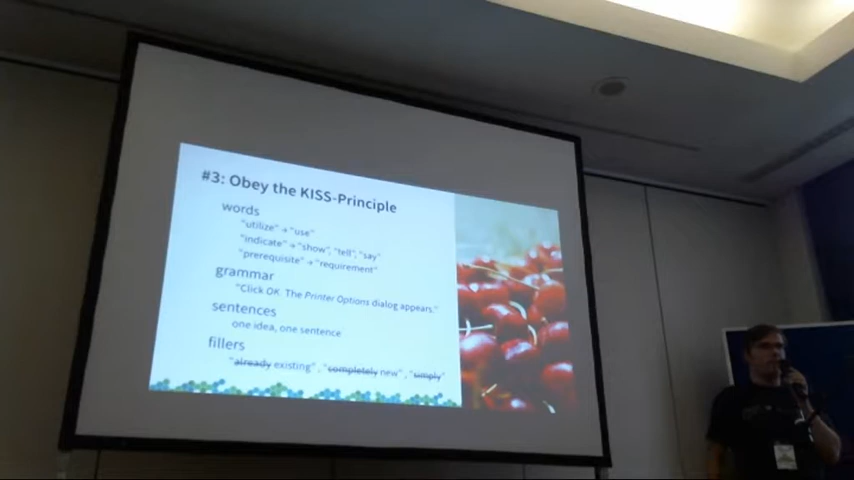 #3: Obey the KISS-Principle
words
"utilize" → "use"
"indicate" → "show", "tell", "say"
"prerequisite" → "requirement"
grammar
"Click OK. The Printer Options dialog appears."
sentences
one idea, one sentence
fillers
"already existing", "completely new", "simply"